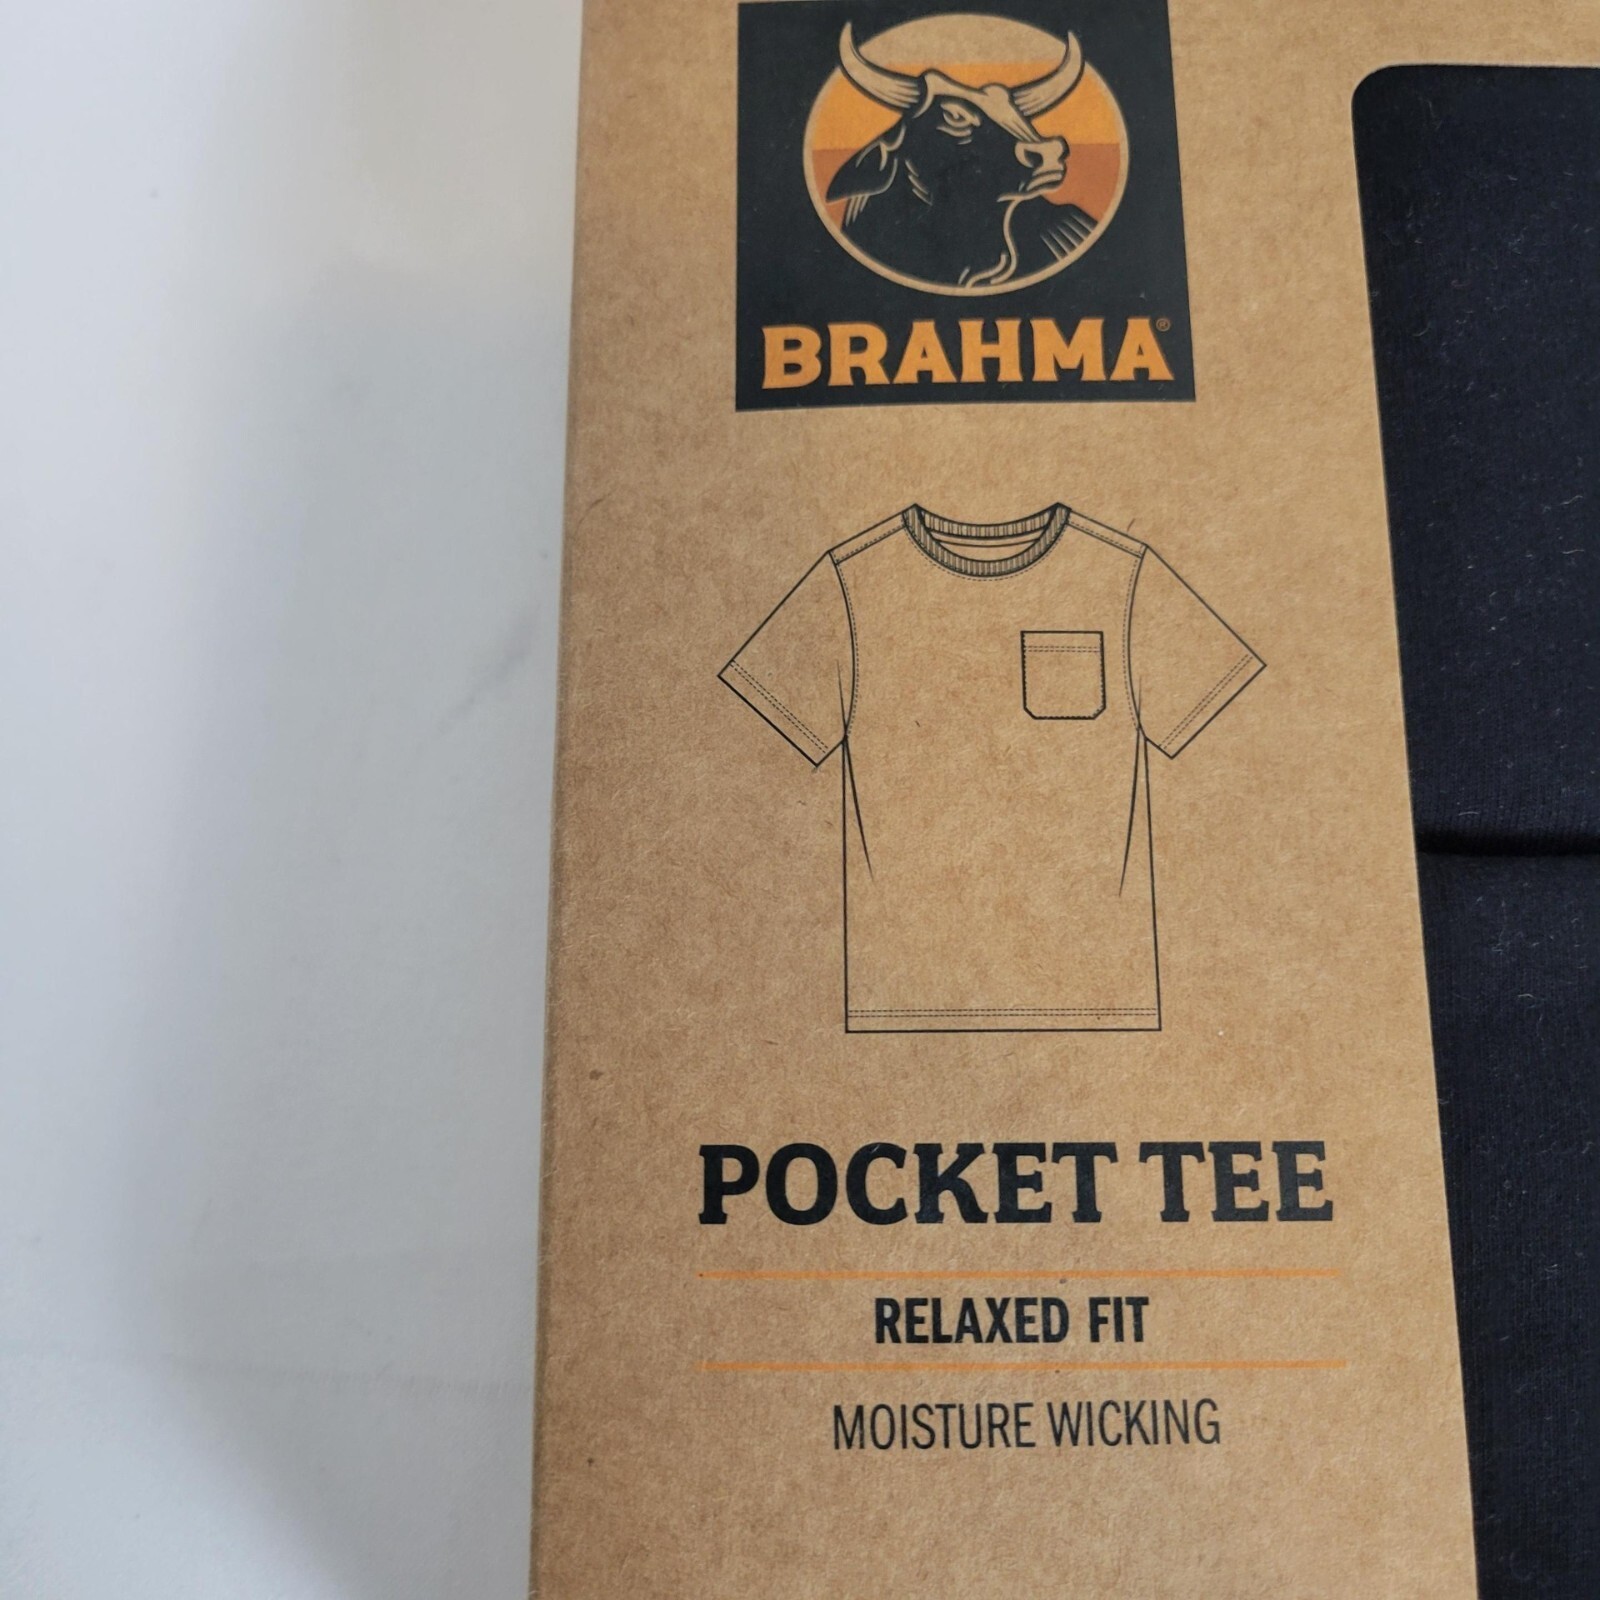 BRAHMA®
POCKET TEE
RELAXED FIT
MOISTURE WICKING